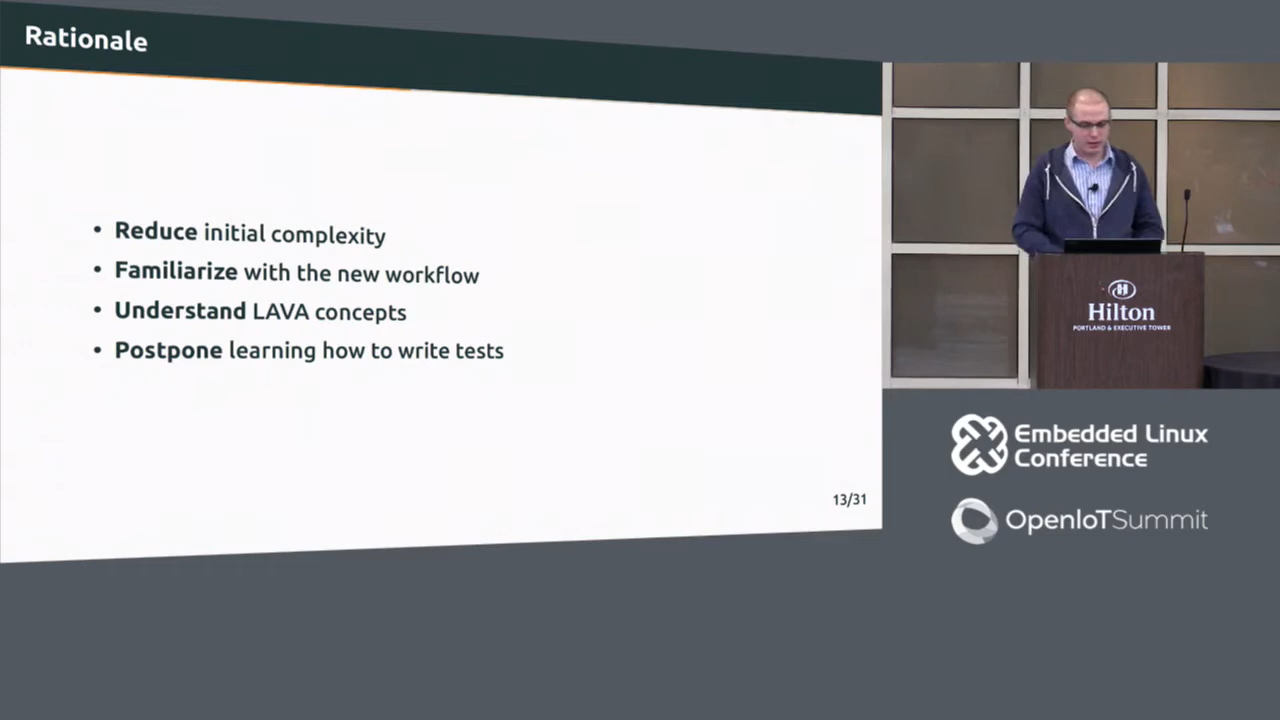 Rationale
• Reduce initial complexity
• Familiarize with the new workflow
• Understand LAVA concepts
• Postpone learning how to write tests
13/31
Hilton
PORTLAND & EXECUTIVE TOWER
Embedded Linux
Conference
OpenIoTSummit